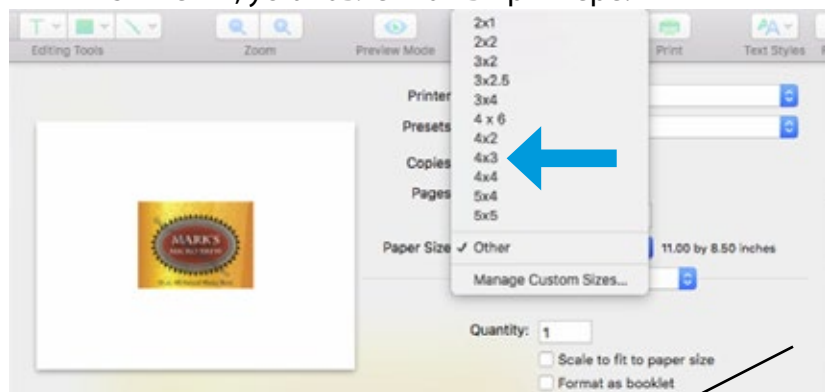 2x1
2x2
3x2
3x2.5
3x4
4 x 6
4x2
4x3
4x4
5x4
5x5
Other
Manage Custom Sizes...
Editing Tools
Zoom
Preview Mode
Print
Text Styles
Printer
Presets
Copies
Pages
Paper Size
11.00 by 8.50 inches
MARK'S
Quantity: 1
Scale to fit to paper size
Format as booklet